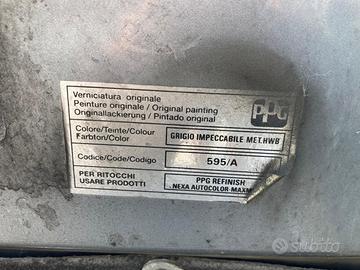 Verniciatura originale
Peinture originale / Original painting
Originallackierung / Pintado original
PPG
Colore/Teinte/Colour
Farbton/Color
GRIGIO IMPECCABILE MET.HWB
Codice/Code/Codigo
595/A
PER RITOCCHI
USARE PRODOTTI
PPG REFINISH
NEXA AUTOCOLOR-MAXM
subito